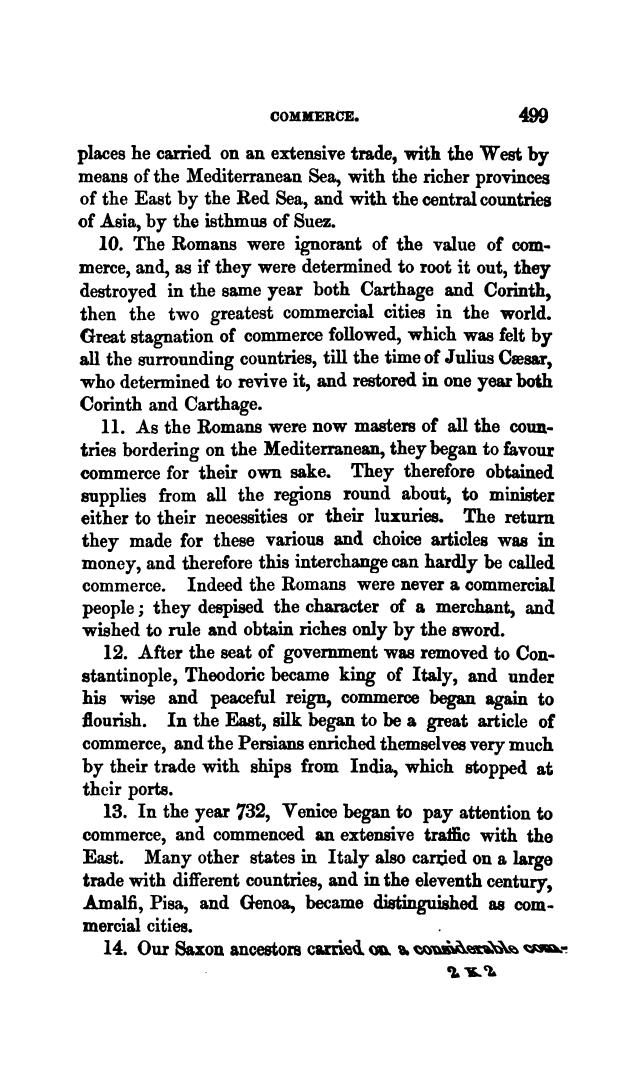 COMMERCE. 499
places he carried on an extensive trade, with the West by
means of the Mediterranean Sea, with the richer provinces
of the East by the Red Sea, and with the central countries
of Asia, by the isthmus of Suez.
10. The Romans were ignorant of the value of com-
merce, and, as if they were determined to root it out, they
destroyed in the same year both Carthage and Corinth,
then the two greatest commercial cities in the world.
Great stagnation of commerce followed, which was felt by
all the surrounding countries, till the time of Julius Cæsar,
who determined to revive it, and restored in one year both
Corinth and Carthage.
11. As the Romans were now masters of all the coun-
tries bordering on the Mediterranean, they began to favour
commerce for their own sake. They therefore obtained
supplies from all the regions round about, to minister
either to their necessities or their luxuries. The return
they made for these various and choice articles was in
money, and therefore this interchange can hardly be called
commerce. Indeed the Romans were never a commercial
people; they despised the character of a merchant, and
wished to rule and obtain riches only by the sword.
12. After the seat of government was removed to Con-
stantinople, Theodoric became king of Italy, and under
his wise and peaceful reign, commerce began again to
flourish. In the East, silk began to be a great article of
commerce, and the Persians enriched themselves very much
by their trade with ships from India, which stopped at
their ports.
13. In the year 732, Venice began to pay attention to
commerce, and commenced an extensive traffic with the
East. Many other states in Italy also carried on a large
trade with different countries, and in the eleventh century,
Amalfi, Pisa, and Genoa, became distinguished as com-
mercial cities.
14. Our Saxon ancestors carried on a considerable com-
2 K 2